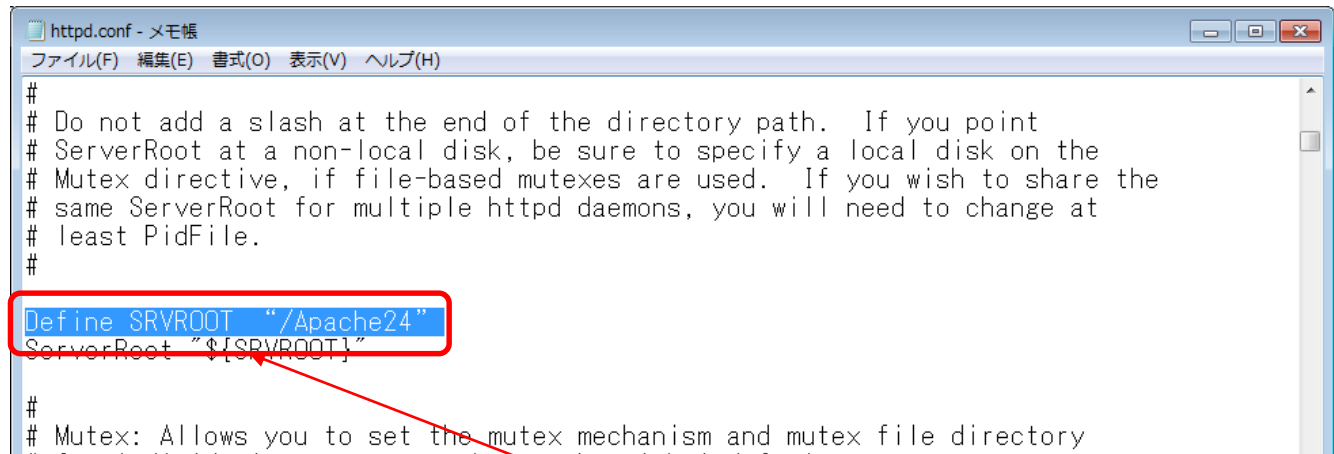 httpd.conf - メモ帳
ファイル(F) 編集(E) 書式(O) 表示(V) ヘルプ(H)
#
# Do not add a slash at the end of the directory path.  If you point
# ServerRoot at a non-local disk, be sure to specify a local disk on the
# Mutex directive, if file-based mutexes are used.  If you wish to share the
# same ServerRoot for multiple httpd daemons, you will need to change at
# least PidFile.
#
Define SRVROOT  “/Apache24”
ServerRoot "${SRVROOT}"
#
# Mutex: Allows you to set the mutex mechanism and mutex file directory